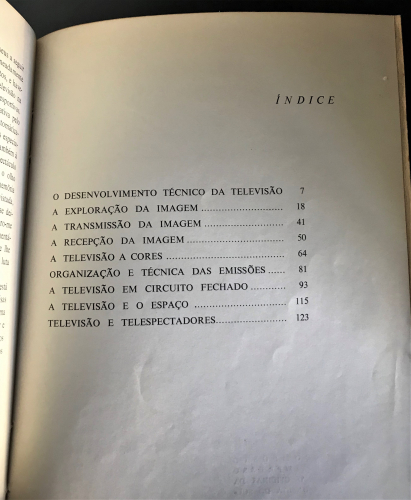 ÍNDICE
O DESENVOLVIMENTO TÉCNICO DA TELEVISÃO 7
A EXPLORAÇÃO DA IMAGEM ............................ 18
A TRANSMISSÃO DA IMAGEM ........................... 41
A RECEPÇÃO DA IMAGEM ................................ 50
A TELEVISÃO A CORES ........................................ 64
ORGANIZAÇÃO E TÉCNICA DAS EMISSÕES ...... 81
A TELEVISÃO EM CIRCUITO FECHADO ............ 93
A TELEVISÃO E O ESPAÇO ............................... 115
TELEVISÃO E TELESPECTADORES........................ 123